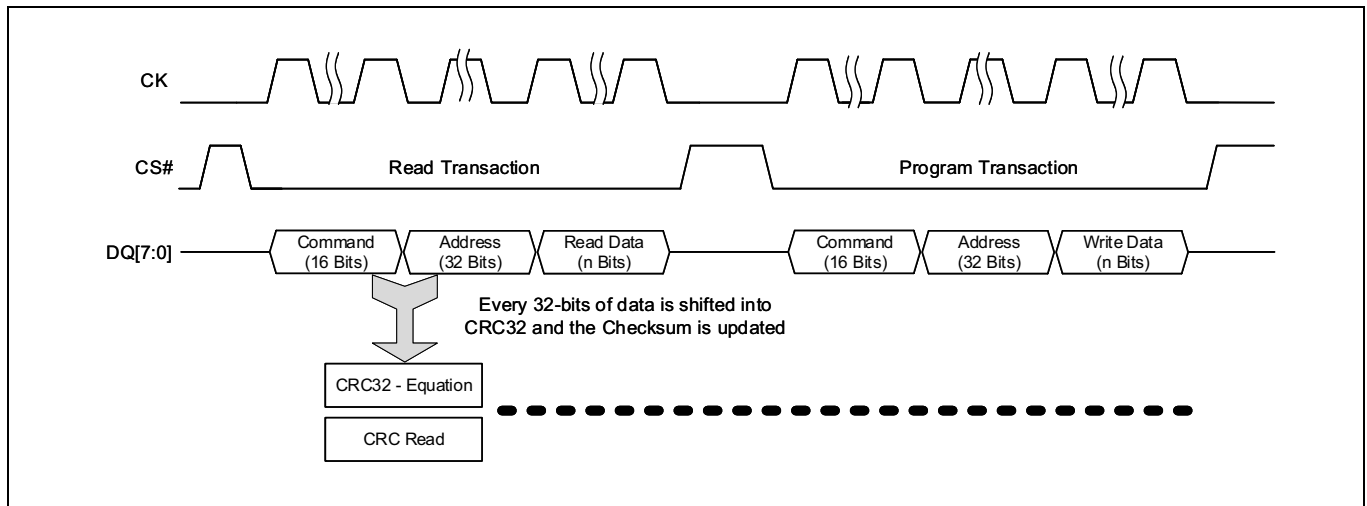 CK
CS#
Read Transaction
Program Transaction
DQ[7:0]
Command
(16 Bits)
Address
(32 Bits)
Read Data
(n Bits)
Command
(16 Bits)
Address
(32 Bits)
Write Data
(n Bits)
Every 32-bits of data is shifted into
CRC32 and the Checksum is updated
CRC32 - Equation
CRC Read